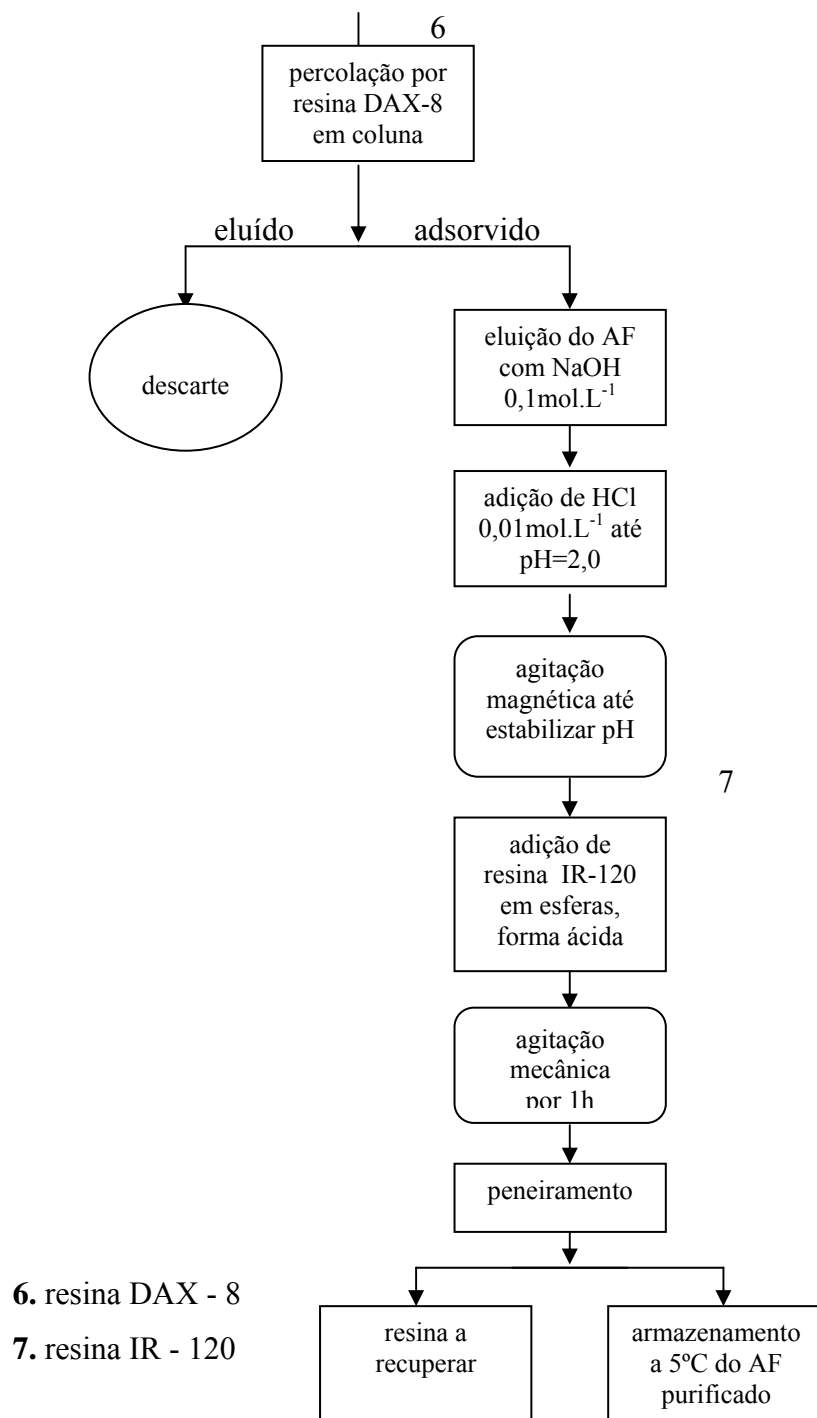 6
percolação por
resina DAX-8
em coluna
eluído
adsorvido
descarte
eluição do AF
com NaOH
0,1mol.L⁻¹
adição de HCl
0,01mol.L⁻¹ até
pH=2,0
agitação
magnética até
estabilizar pH
7
adição de
resina IR-120
em esferas,
forma ácida
agitação
mecânica
por 1h
peneiramento
6. resina DAX - 8
7. resina IR - 120
resina a
recuperar
armazenamento
a 5ºC do AF
purificado